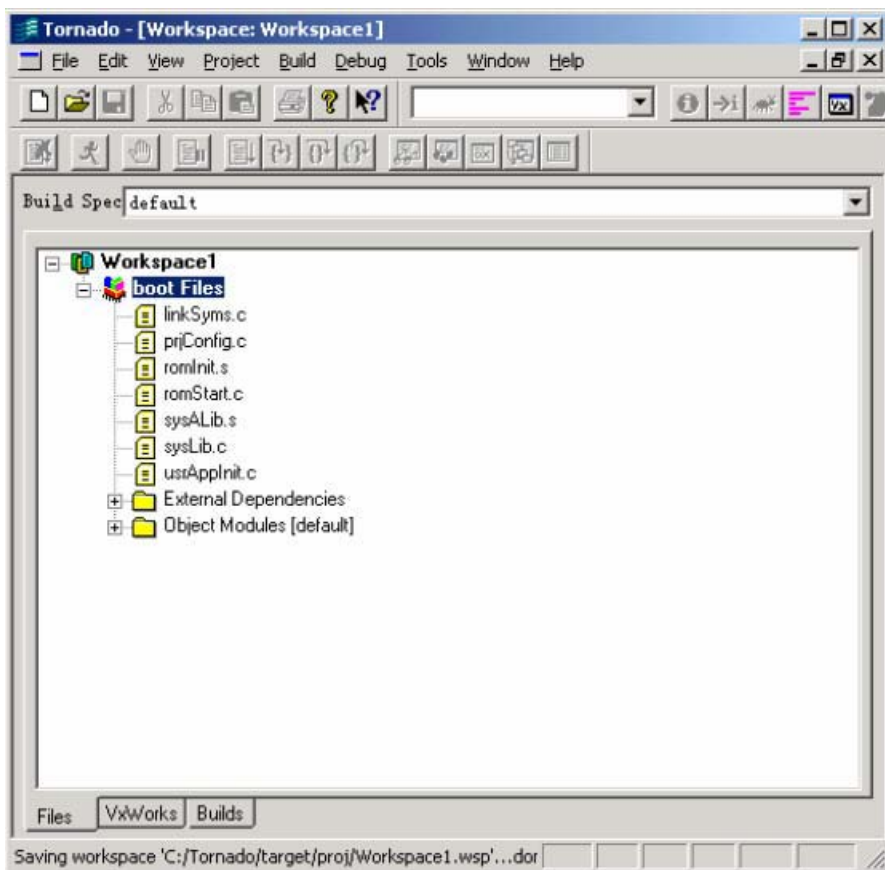 Tornado - [Workspace: Workspace1]
File Edit View Project Build Debug Tools Window Help
Build Spec default
Workspace1
boot Files
linkSyms.c
prjConfig.c
romInit.s
romStart.c
sysALib.s
sysLib.c
usrAppInit.c
External Dependencies
Object Modules [default]
Files VxWorks Builds
Saving workspace 'C:/Tornado/target/proj/Workspace1.wsp'...dor